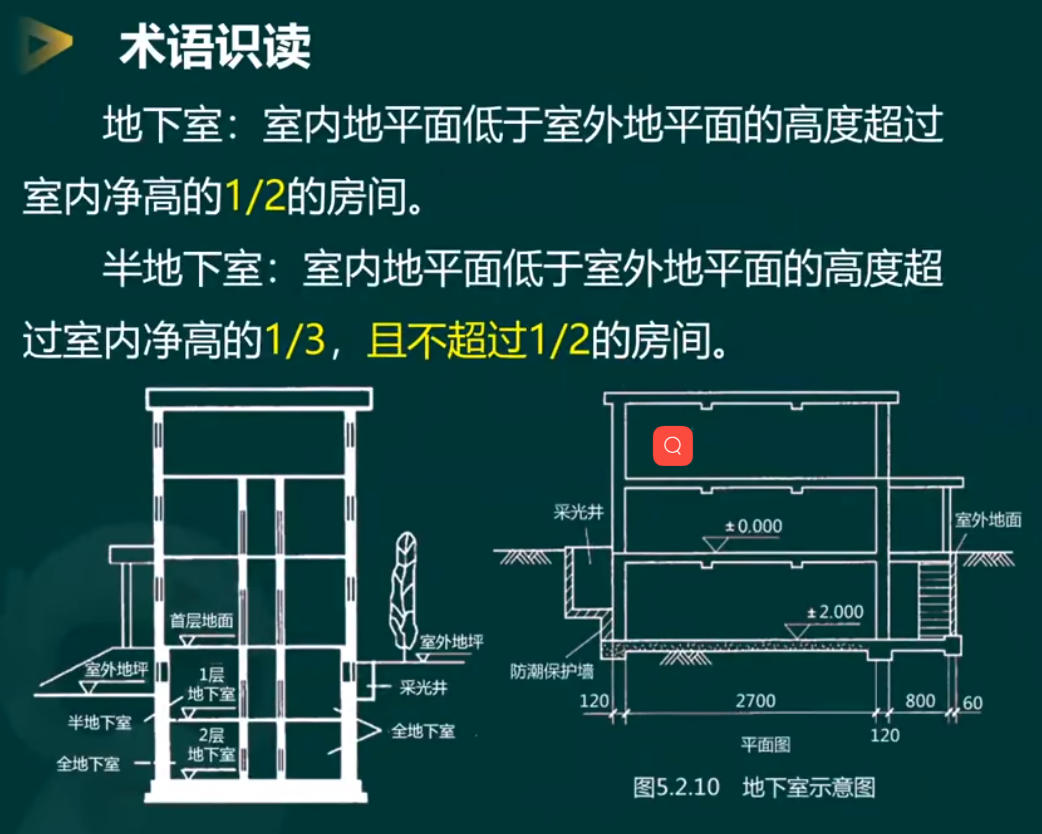 术语识读
地下室：室内地平面低于室外地平面的高度超过
室内净高的1/2的房间。
半地下室：室内地平面低于室外地平面的高度超
过室内净高的1/3，且不超过1/2的房间。
首层地面
室外地坪
1层
地下室
半地下室
2层
地下室
全地下室
室外地坪
采光井
全地下室
采光井
±0.000
室外地面
±2.000
防潮保护墙
120
2700
800
60
120
平面图
图5.2.10 地下室示意图